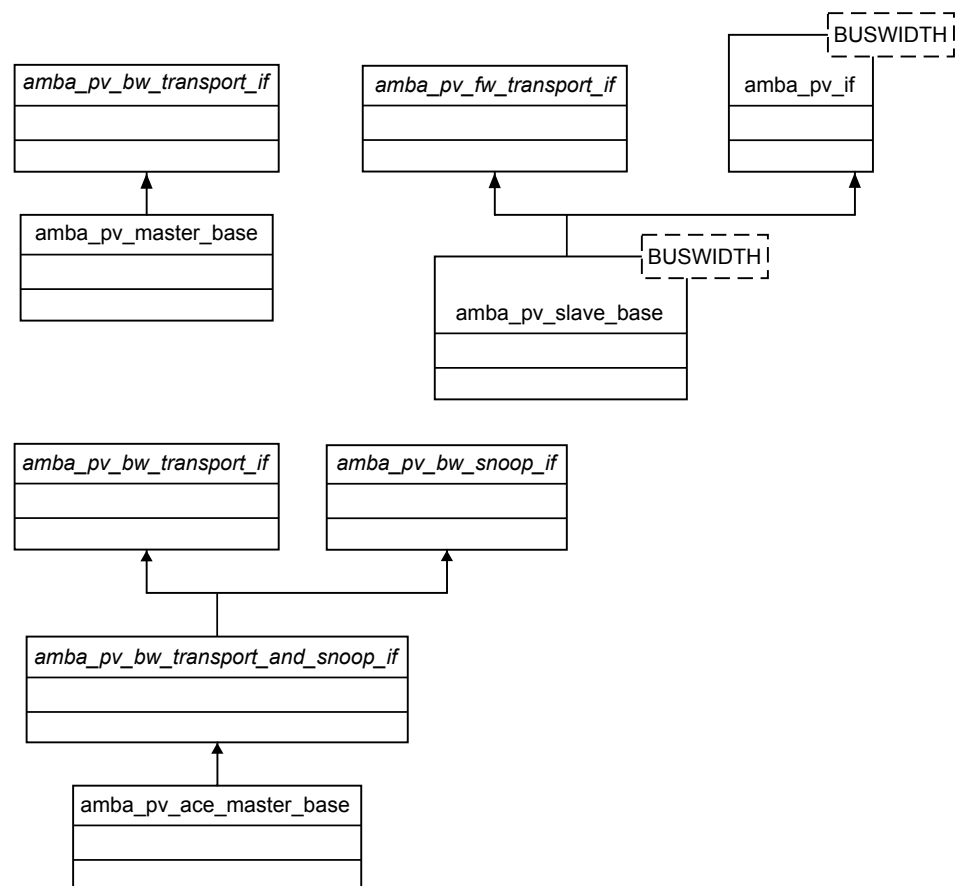 BUSWIDTH
amba_pv_bw_transport_if
amba_pv_fw_transport_if
amba_pv_if
amba_pv_master_base
BUSWIDTH
amba_pv_slave_base
amba_pv_bw_transport_if
amba_pv_bw_snoop_if
amba_pv_bw_transport_and_snoop_if
amba_pv_ace_master_base